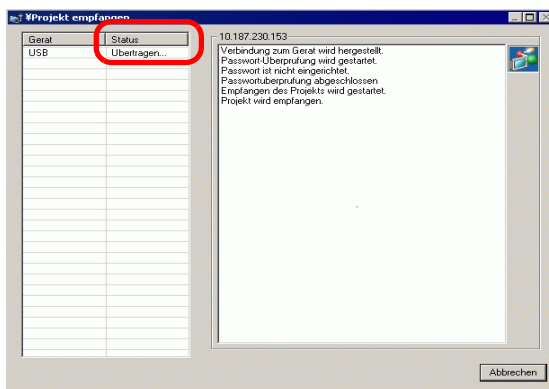 ¥Projekt empfangen
Gerat Status
USB Ubertragen...
10.187.230.153
Verbindung zum Gerat wird hergestellt.
Passwort-Uberprufung wird gestartet.
Passwort ist nicht eingerichtet.
Passwortuberprufung abgeschlossen
Empfangen des Projekts wird gestartet.
Projekt wird empfangen.
Abbrechen